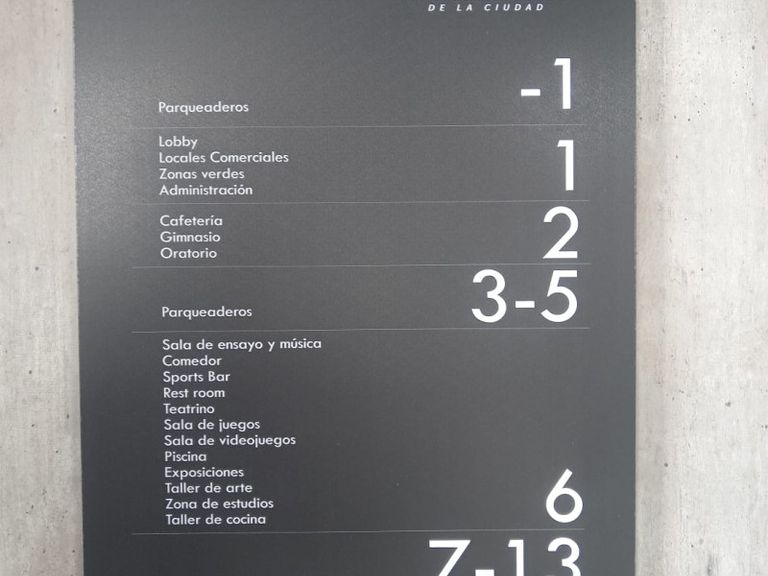 DE LA CIUDAD
Parqueaderos
-1
Lobby
Locales Comerciales
Zonas verdes
Administración
1
Cafetería
Gimnasio
Oratorio
2
Parqueaderos
3-5
Sala de ensayo y música
Comedor
Sports Bar
Rest room
Teatrino
Sala de juegos
Sala de videojuegos
Piscina
Exposiciones
Taller de arte
Zona de estudios
Taller de cocina
6
7-13